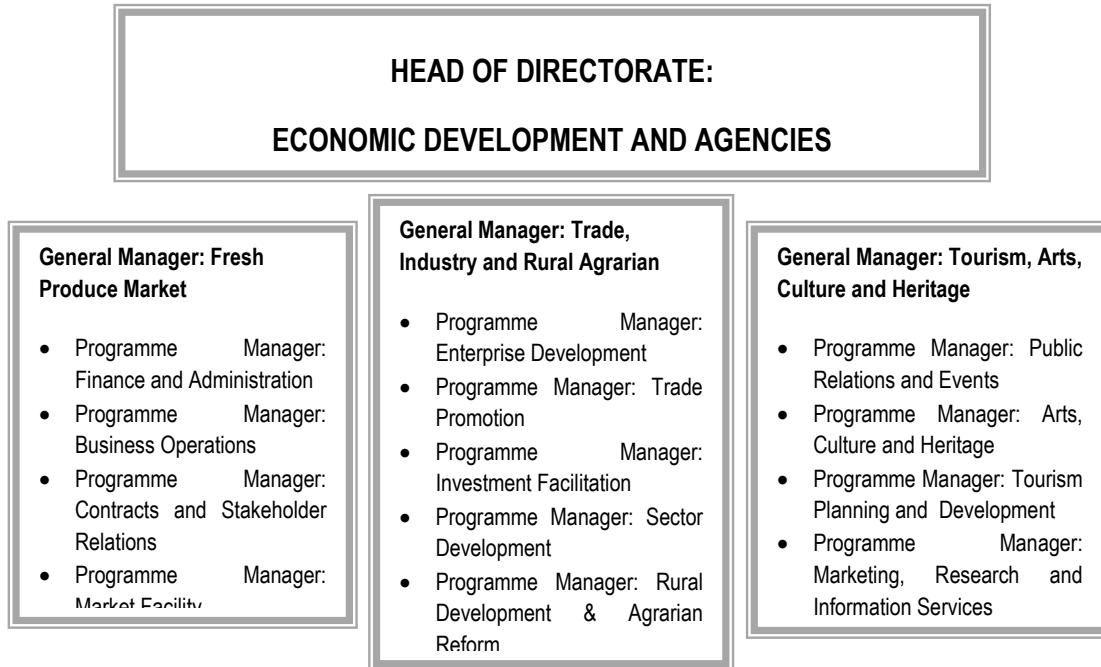 HEAD OF DIRECTORATE:
ECONOMIC DEVELOPMENT AND AGENCIES
General Manager: Fresh
Produce Market
• Programme Manager:
Finance and Administration
• Programme Manager:
Business Operations
• Programme Manager:
Contracts and Stakeholder
Relations
• Programme Manager:
Market Facility
General Manager: Trade,
Industry and Rural Agrarian
• Programme Manager:
Enterprise Development
• Programme Manager: Trade
Promotion
• Programme Manager:
Investment Facilitation
• Programme Manager: Sector
Development
• Programme Manager: Rural
Development & Agrarian
Reform
General Manager: Tourism, Arts,
Culture and Heritage
• Programme Manager: Public
Relations and Events
• Programme Manager: Arts,
Culture and Heritage
• Programme Manager: Tourism
Planning and Development
• Programme Manager:
Marketing, Research and
Information Services